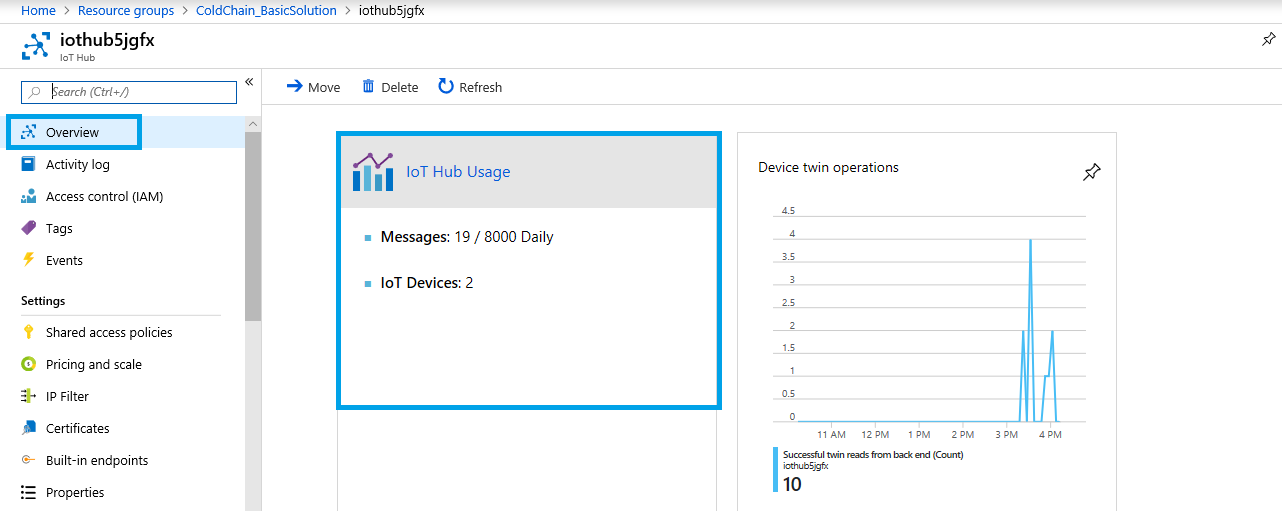 Home > Resource groups > ColdChain_BasicSolution > iothub5jgfx
iothub5jgfx
IoT Hub
Search (Ctrl+/)
«
Overview
Activity log
Access control (IAM)
Tags
Events
Settings
Shared access policies
Pricing and scale
IP Filter
Certificates
Built-in endpoints
Properties
Move Delete Refresh
IoT Hub Usage
Messages: 19 / 8000 Daily
IoT Devices: 2
Device twin operations
4.5
4
3.5
3
2.5
2
1.5
1
0.5
0
11 AM 12 PM 1 PM 2 PM 3 PM 4 PM
Successful twin reads from back end (Count)
iothub5jgfx
10